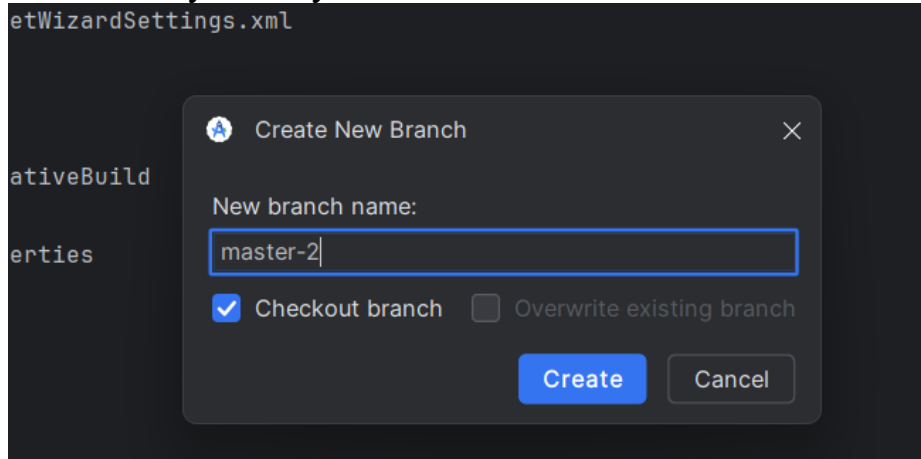 etWizardSettings.xml
Create New Branch
ativeBuild
New branch name:
erties
master-2
Checkout branch Overwrite existing branch
Create Cancel